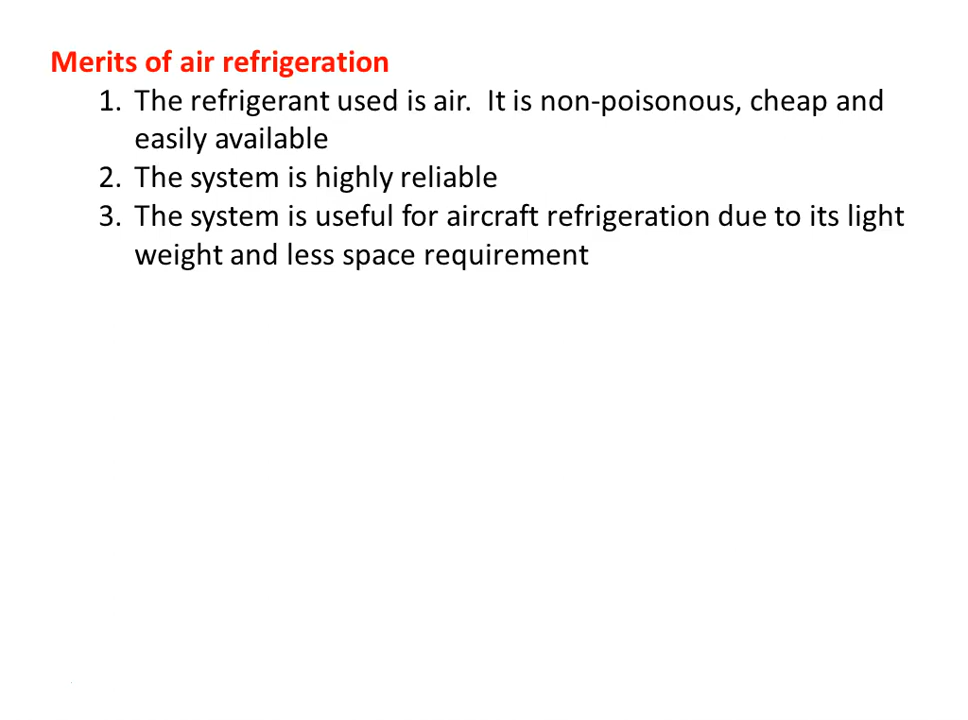 Merits of air refrigeration
1. The refrigerant used is air.  It is non-poisonous, cheap and
easily available
2. The system is highly reliable
3. The system is useful for aircraft refrigeration due to its light
weight and less space requirement